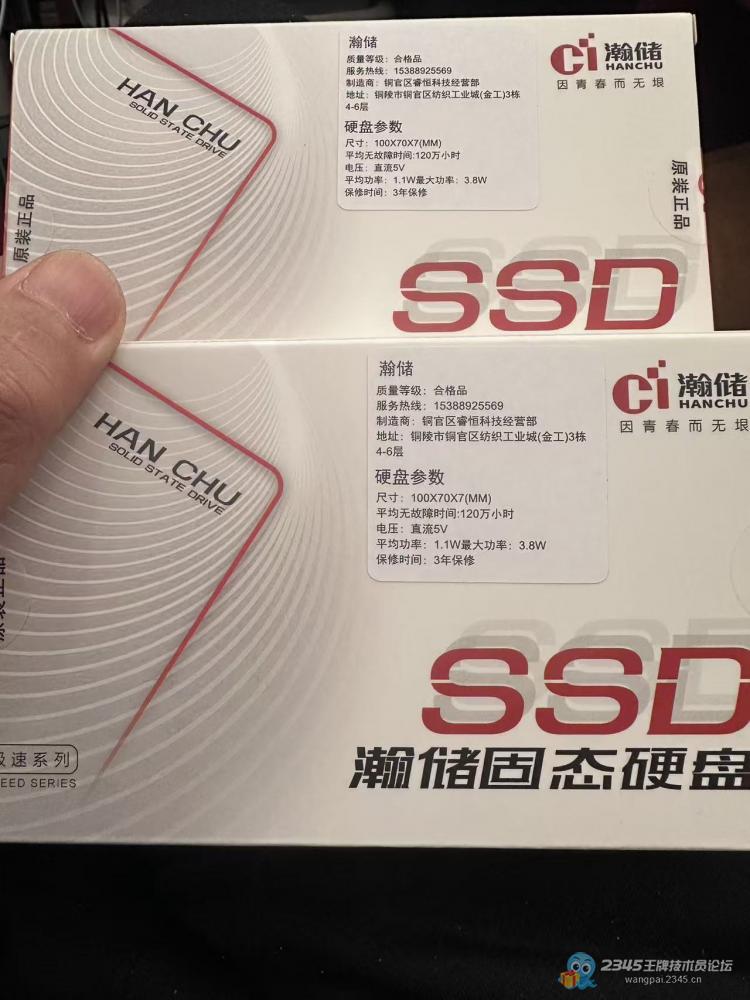 HAN CHU
SOLID STATE DRIVE
原装正品
瀚储
质量等级：合格品
服务热线：15388925569
制造商：铜官区睿恒科技经营部
地址：铜陵市铜官区纺织工业城(金工)3栋
4-6层
硬盘参数
尺寸：100X70X7(MM)
平均无故障时间:120万小时
电压：直流5V
平均功率：1.1W最大功率：3.8W
保修时间：3年保修
Ci 瀚储
HANCHU
因青春而无垠
原装正品
SSD
HAN CHU
SOLID STATE DRIVE
原装正品
瀚储
质量等级：合格品
服务热线：15388925569
制造商：铜官区睿恒科技经营部
地址：铜陵市铜官区纺织工业城(金工)3栋
4-6层
硬盘参数
尺寸：100X70X7(MM)
平均无故障时间:120万小时
电压：直流5V
平均功率：1.1W最大功率：3.8W
保修时间：3年保修
Ci 瀚储
HANCHU
因青春而无垠
SSD
瀚储固态硬盘
极速系列
EED SERIES
2345王牌技术员论坛
wangpai.2345.cn